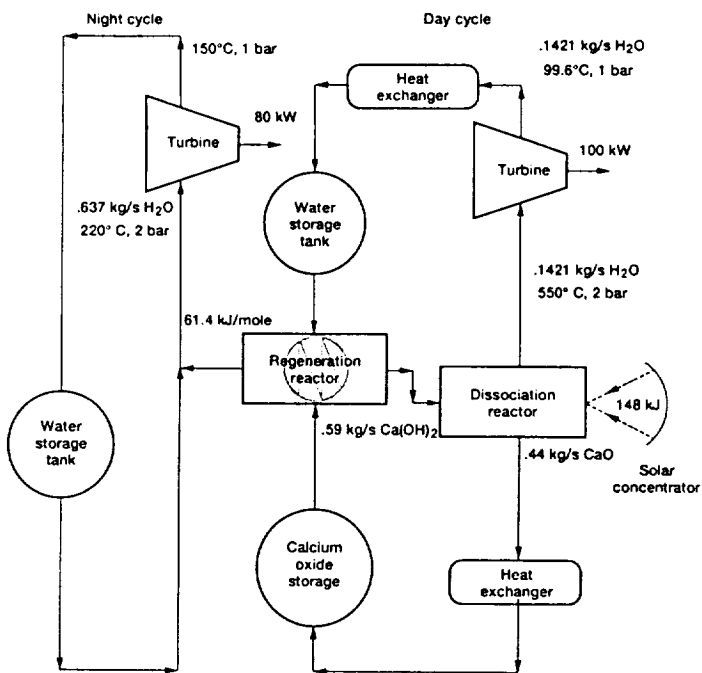 Night cycle
Day cycle
150°C, 1 bar
.1421 kg/s H₂O
99.6°C, 1 bar
Heat
exchanger
80 kW
Turbine
100 kW
Turbine
.637 kg/s H₂O
220° C, 2 bar
Water
storage
tank
.1421 kg/s H₂O
550° C, 2 bar
61.4 kJ/mole
Regeneration
reactor
Dissociation
reactor
148 kJ
Water
storage
tank
.59 kg/s Ca(OH)₂
.44 kg/s CaO
Solar
concentrator
Calcium
oxide
storage
Heat
exchanger